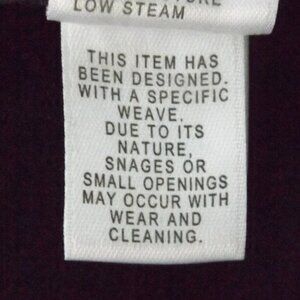 LOW STEAM
THIS ITEM HAS
BEEN DESIGNED.
WITH A SPECIFIC
WEAVE.
DUE TO ITS
NATURE,
SNAGES OR
SMALL OPENINGS
MAY OCCUR WITH
WEAR AND
CLEANING.